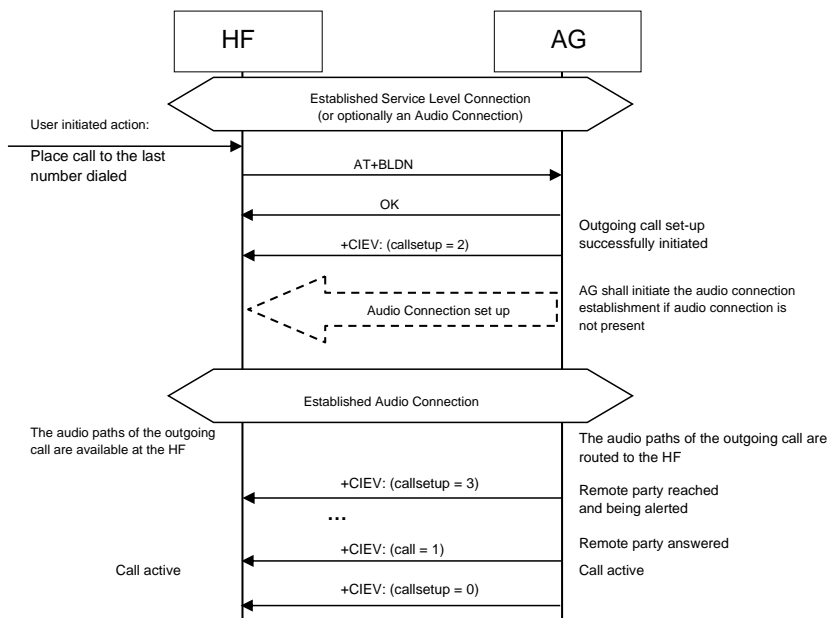 HF
AG
Established Service Level Connection
(or optionally an Audio Connection)
User initiated action:
Place call to the last
number dialed
AT+BLDN
OK
Outgoing call set-up
successfully initiated
+CIEV: (callsetup = 2)
AG shall initiate the audio connection
establishment if audio connection is
not present
Audio Connection set up
Established Audio Connection
The audio paths of the outgoing
call are available at the HF
The audio paths of the outgoing call are
routed to the HF
+CIEV: (callsetup = 3)
Remote party reached
and being alerted
...
Remote party answered
+CIEV: (call = 1)
Call active
Call active
+CIEV: (callsetup = 0)